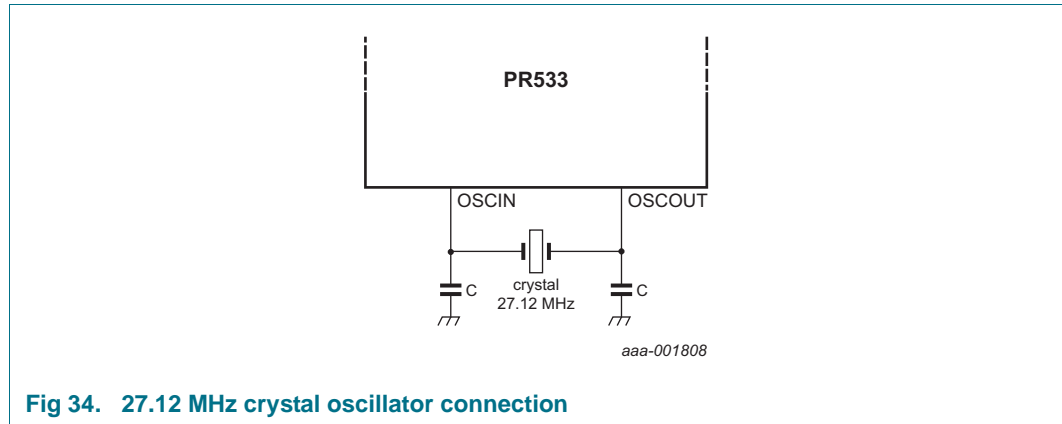 PR533
OSCIN OSCOUT
C crystal C
27.12 MHz
aaa-001808
Fig 34. 27.12 MHz crystal oscillator connection